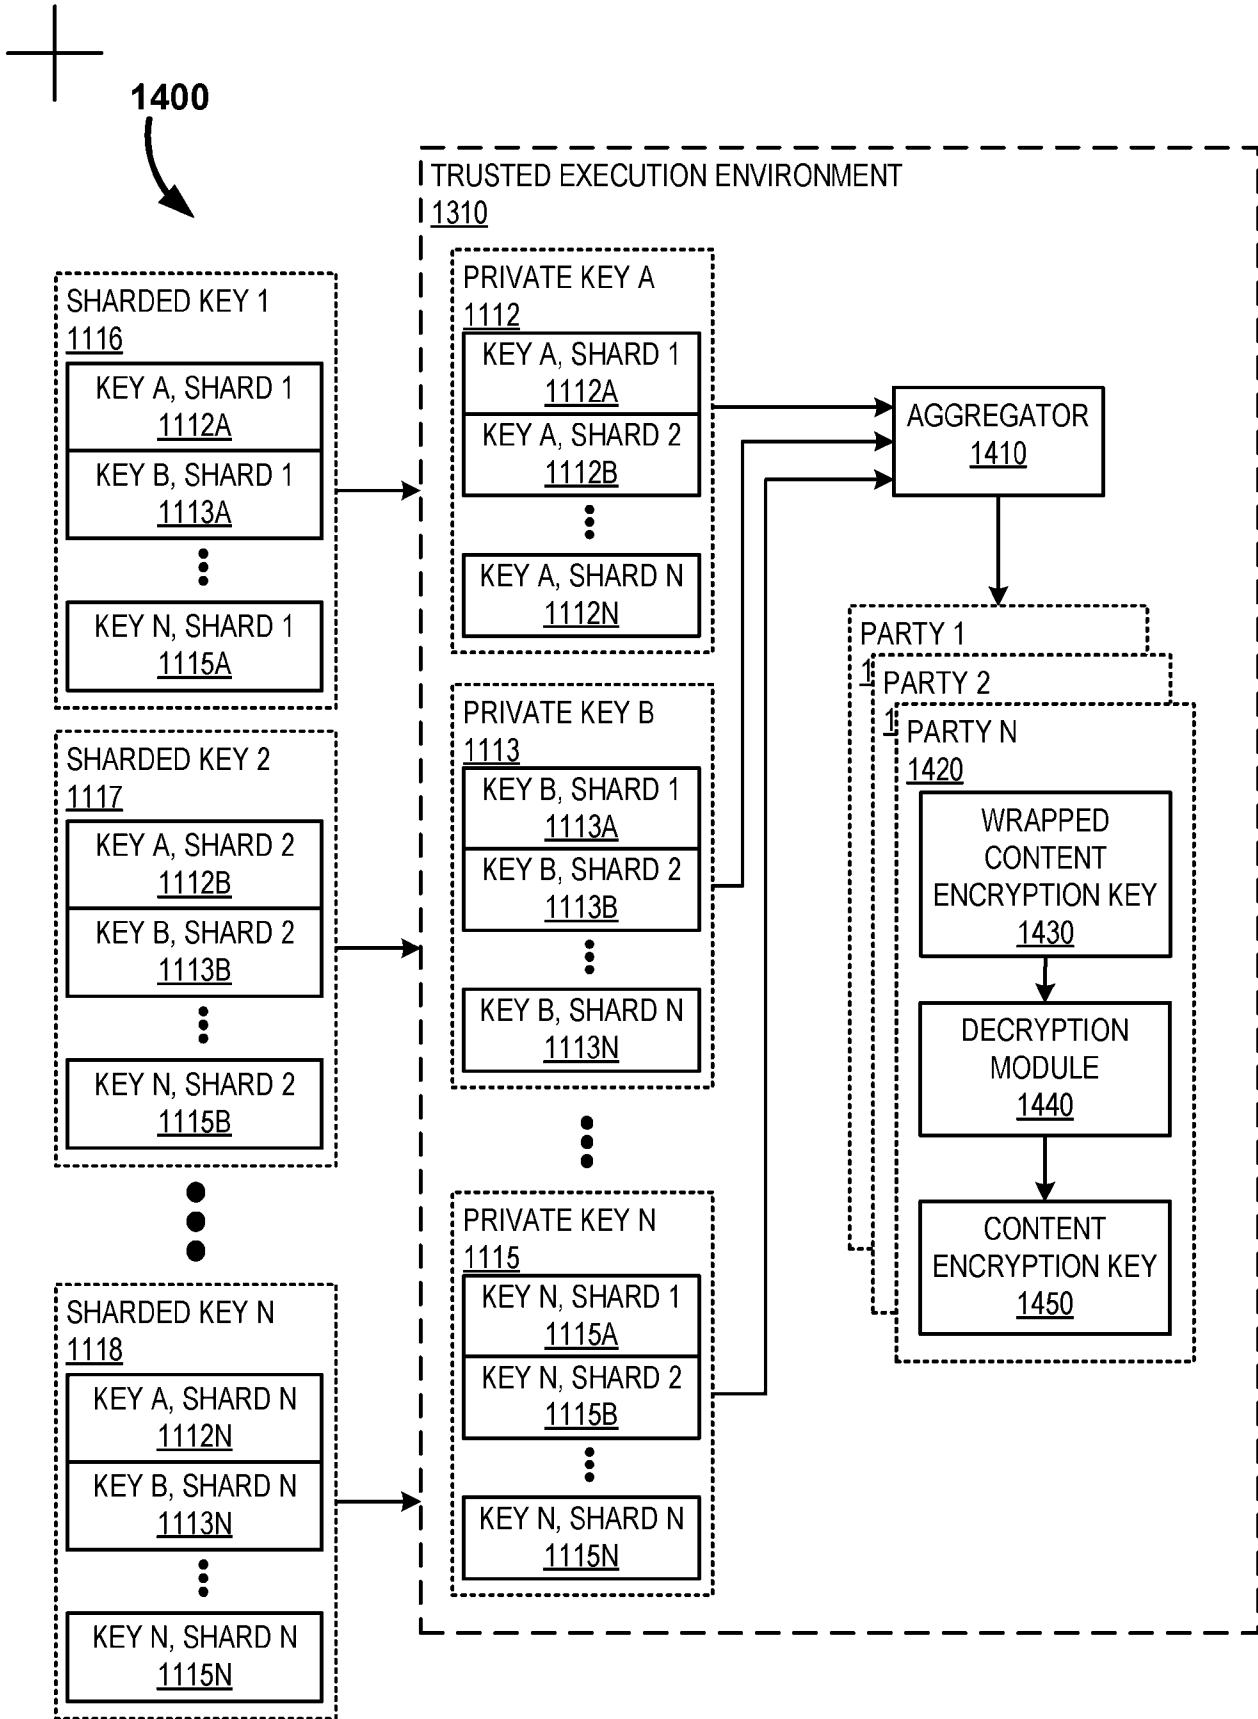 1400
TRUSTED EXECUTION ENVIRONMENT
1310
SHARDED KEY 1
1116
KEY A, SHARD 1
1112A
KEY B, SHARD 1
1113A
KEY N, SHARD 1
1115A
SHARDED KEY 2
1117
KEY A, SHARD 2
1112B
KEY B, SHARD 2
1113B
KEY N, SHARD 2
1115B
SHARDED KEY N
1118
KEY A, SHARD N
1112N
KEY B, SHARD N
1113N
KEY N, SHARD N
1115N
PRIVATE KEY A
1112
KEY A, SHARD 1
1112A
KEY A, SHARD 2
1112B
KEY A, SHARD N
1112N
PRIVATE KEY B
1113
KEY B, SHARD 1
1113A
KEY B, SHARD 2
1113B
KEY B, SHARD N
1113N
PRIVATE KEY N
1115
KEY N, SHARD 1
1115A
KEY N, SHARD 2
1115B
KEY N, SHARD N
1115N
AGGREGATOR
1410
PARTY 1
1
PARTY 2
1
PARTY N
1420
WRAPPED
CONTENT
ENCRYPTION KEY
1430
DECRYPTION
MODULE
1440
CONTENT
ENCRYPTION KEY
1450